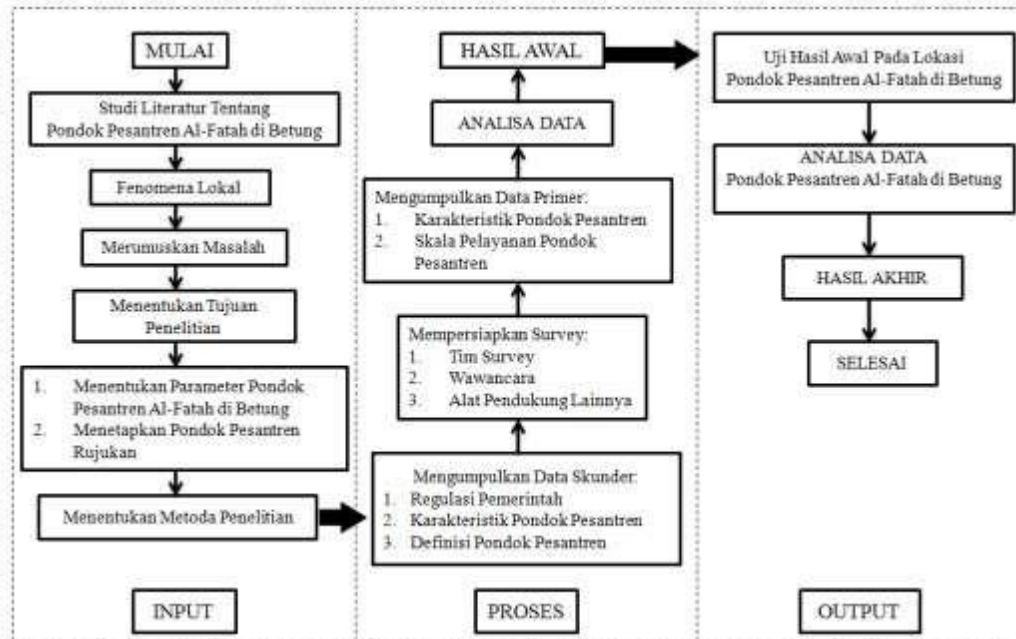 MULAI
Studi Literatur Tentang
Pondok Pesantren Al-Fatah di Betung
Fenomena Lokal
Merumuskan Masalah
Menentukan Tujuan
Penelitian
1. Menentukan Parameter Pondok
Pesantren Al-Fatah di Betung
2. Menetapkan Pondok Pesantren
Rujukan
Menentukan Metoda Penelitian
INPUT
HASIL AWAL
ANALISA DATA
Mengumpulkan Data Primer:
1. Karakteristik Pondok Pesantren
2. Skala Pelayanan Pondok
Pesantren
Mempersiapkan Survey:
1. Tim Survey
2. Wawancara
3. Alat Pendukung Lainnya
Mengumpulkan Data Skunder:
1. Regulasi Pemerintah
2. Karakteristik Pondok Pesantren
3. Definisi Pondok Pesantren
PROSES
Uji Hasil Awal Pada Lokasi
Pondok Pesantren Al-Fatah di Betung
ANALISA DATA
Pondok Pesantren Al-Fatah di Betung
HASIL AKHIR
SELESAI
OUTPUT